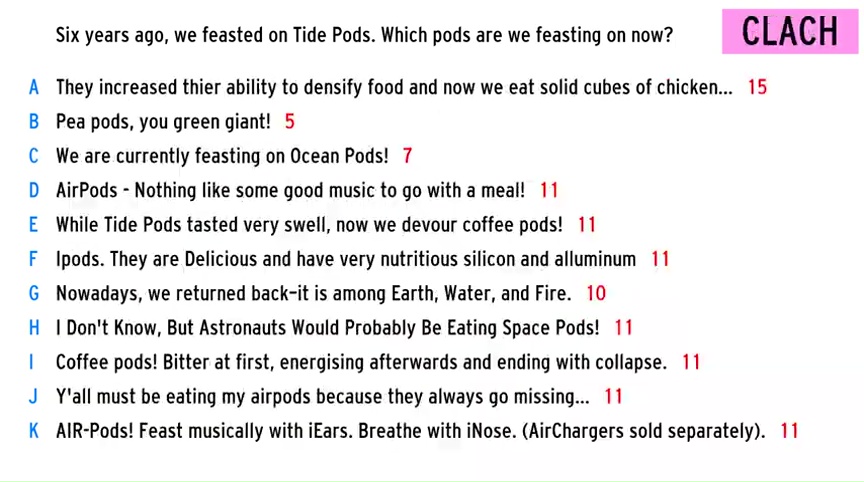 Six years ago, we feasted on Tide Pods. Which pods are we feasting on now?
CLACH
A They increased thier ability to densify food and now we eat solid cubes of chicken... 15
B Pea pods, you green giant! 5
C We are currently feasting on Ocean Pods! 7
D AirPods - Nothing like some good music to go with a meal! 11
E While Tide Pods tasted very swell, now we devour coffee pods! 11
F Ipods. They are Delicious and have very nutritious silicon and alluminum 11
G Nowadays, we returned back–it is among Earth, Water, and Fire. 10
H I Don't Know, But Astronauts Would Probably Be Eating Space Pods! 11
I Coffee pods! Bitter at first, energising afterwards and ending with collapse. 11
J Y'all must be eating my airpods because they always go missing... 11
K AIR-Pods! Feast musically with iEars. Breathe with iNose. (AirChargers sold separately). 11